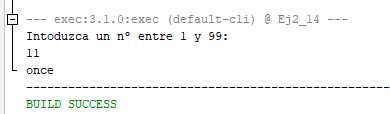 --- exec:3.1.0:exec (default-cli) @ Ej2_14 ---
Intoduzca un nº entre 1 y 99:
11
once
------------------------------------------------
BUILD SUCCESS